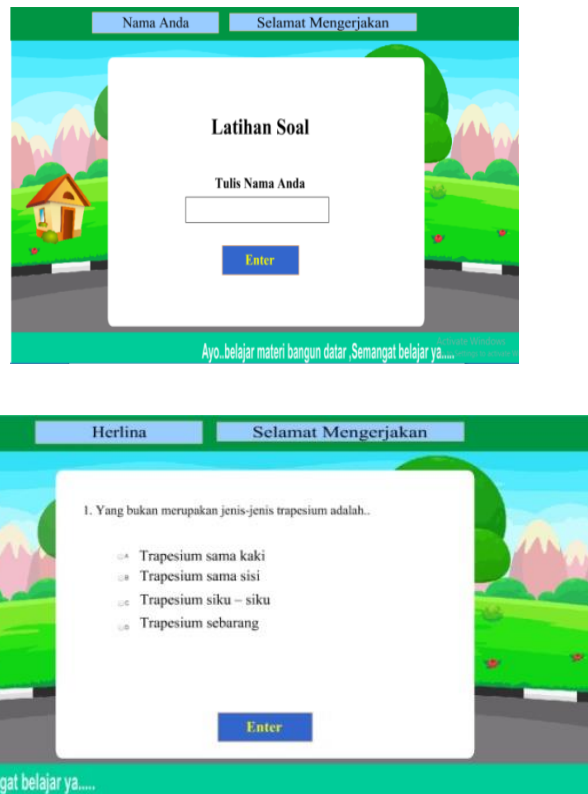 Nama Anda
Selamat Mengerjakan
Latihan Soal
Tulis Nama Anda
Enter
Ayo..belajar materi bangun datar ,Semangat belajar ya.....
Activate Windows
Herlina
Selamat Mengerjakan
1. Yang bukan merupakan jenis-jenis trapesium adalah..
A Trapesium sama kaki
B Trapesium sama sisi
C Trapesium siku – siku
D Trapesium sebarang
Enter
gat belajar ya.....